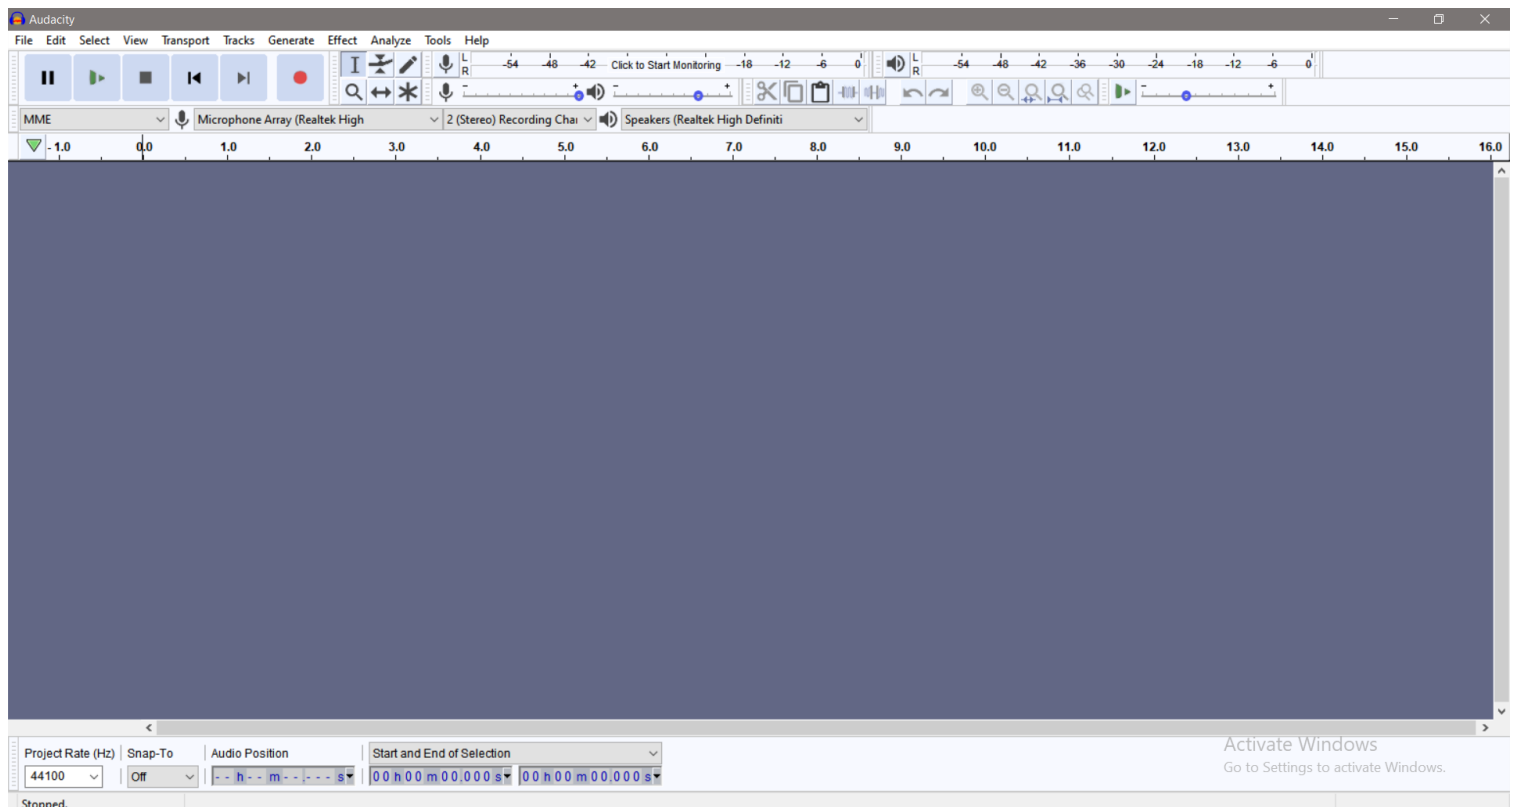 Audacity
File Edit Select View Transport Tracks Generate Effect Analyze Tools Help
L R -54 -48 -42 Click to Start Monitoring -18 -12 -6 0 L R -54 -48 -42 -36 -30 -24 -18 -12 -6 0
- + - + - +
MME Microphone Array (Realtek High 2 (Stereo) Recording Chai Speakers (Realtek High Definiti
- 1.0 0.0 1.0 2.0 3.0 4.0 5.0 6.0 7.0 8.0 9.0 10.0 11.0 12.0 13.0 14.0 15.0 16.0
Activate Windows
Go to Settings to activate Windows.
Project Rate (Hz) Snap-To Audio Position Start and End of Selection
44100 Off - - h - - m - - . - - - s 00 h 00 m 00.000 s 00 h 00 m 00.000 s
Stopped.